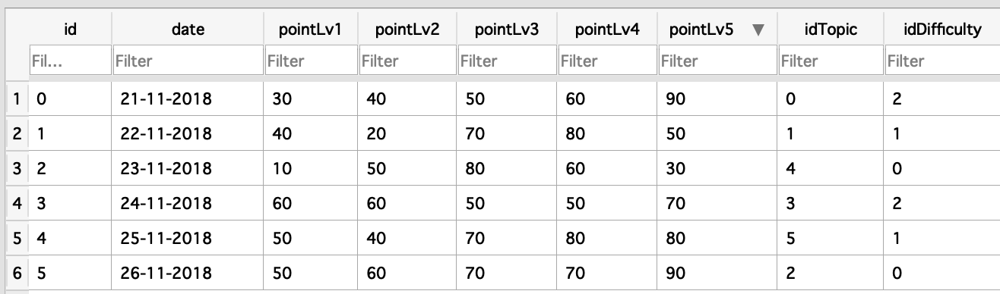 id date pointLv1 pointLv2 pointLv3 pointLv4 pointLv5 ▼ idTopic idDifficulty
Fil... Filter Filter Filter Filter Filter Filter Filter Filter
1 0 21-11-2018 30 40 50 60 90 0 2
2 1 22-11-2018 40 20 70 80 50 1 1
3 2 23-11-2018 10 50 80 60 30 4 0
4 3 24-11-2018 60 60 50 50 70 3 2
5 4 25-11-2018 50 40 70 80 80 5 1
6 5 26-11-2018 50 60 70 70 90 2 0